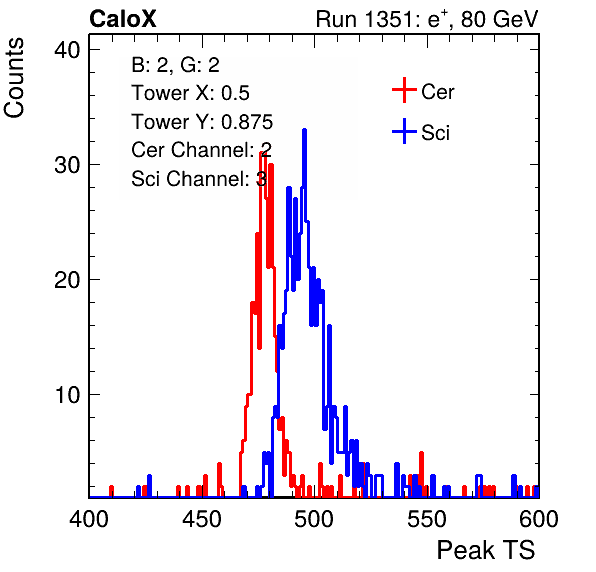 CaloX Run 1351: e⁺, 80 GeV
Counts
40
B: 2, G: 2
Tower X: 0.5
Tower Y: 0.875
Cer Channel: 2
Sci Channel: 3
Cer
Sci
30
20
10
400 450 500 550 600
Peak TS